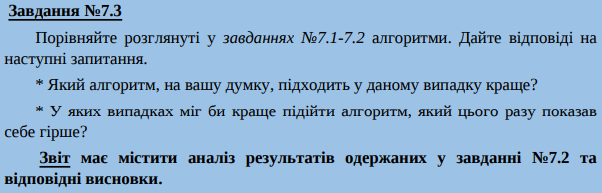 Завдання №7.3
Порівняйте розглянуті у завданнях №7.1-7.2 алгоритми. Дайте відповіді на
наступні запитання.
* Який алгоритм, на вашу думку, підходить у даному випадку краще?
* У яких випадках міг би краще підійти алгоритм, який цього разу показав
себе гірше?
Звіт має містити аналіз результатів одержаних у завданні №7.2 та
відповідні висновки.